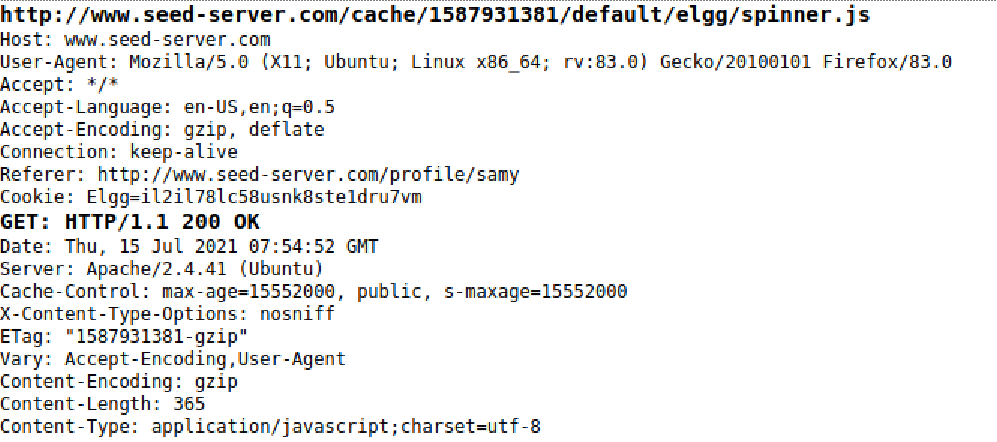 http://www.seed-server.com/cache/1587931381/default/elgg/spinner.js
Host: www.seed-server.com
User-Agent: Mozilla/5.0 (X11; Ubuntu; Linux x86_64; rv:83.0) Gecko/20100101 Firefox/83.0
Accept: */*
Accept-Language: en-US,en;q=0.5
Accept-Encoding: gzip, deflate
Connection: keep-alive
Referer: http://www.seed-server.com/profile/samy
Cookie: Elgg=il2il78lc58usnk8ste1dru7vm
GET: HTTP/1.1 200 OK
Date: Thu, 15 Jul 2021 07:54:52 GMT
Server: Apache/2.4.41 (Ubuntu)
Cache-Control: max-age=15552000, public, s-maxage=15552000
X-Content-Type-Options: nosniff
ETag: "1587931381-gzip"
Vary: Accept-Encoding,User-Agent
Content-Encoding: gzip
Content-Length: 365
Content-Type: application/javascript;charset=utf-8